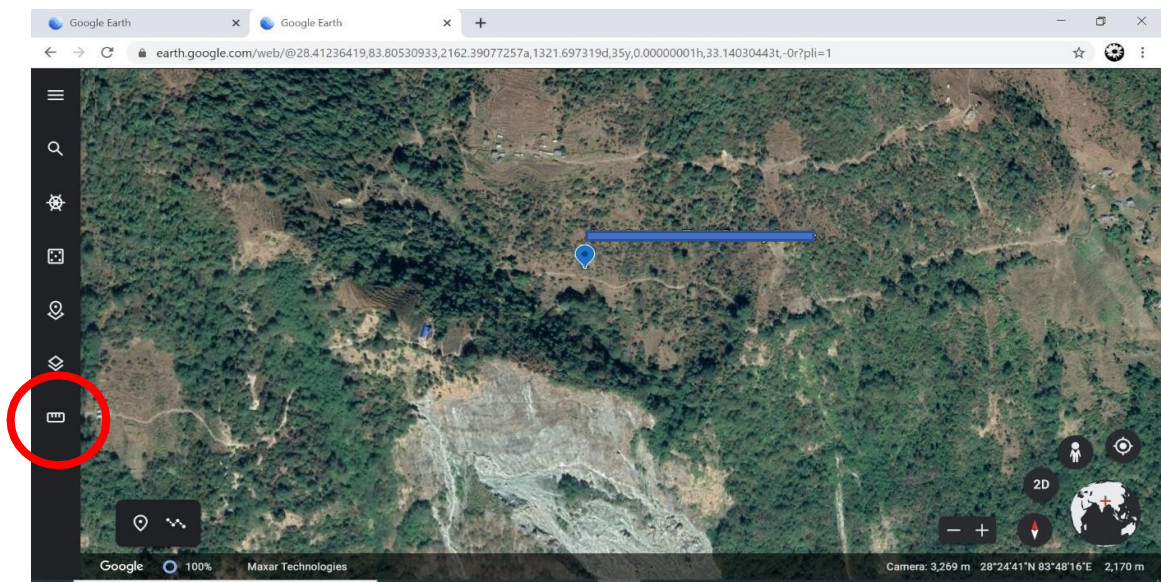 Google Earth
Google Earth
earth.google.com/web/@28.41236419,83.80530933,2162.39077257a,1321.697319d,35y,0.00000001h,33.14030443t,-0r?pli=1
2D
Google 100% Maxar Technologies Camera: 3,269 m 28°24'41"N 83°48'16"E 2,170 m